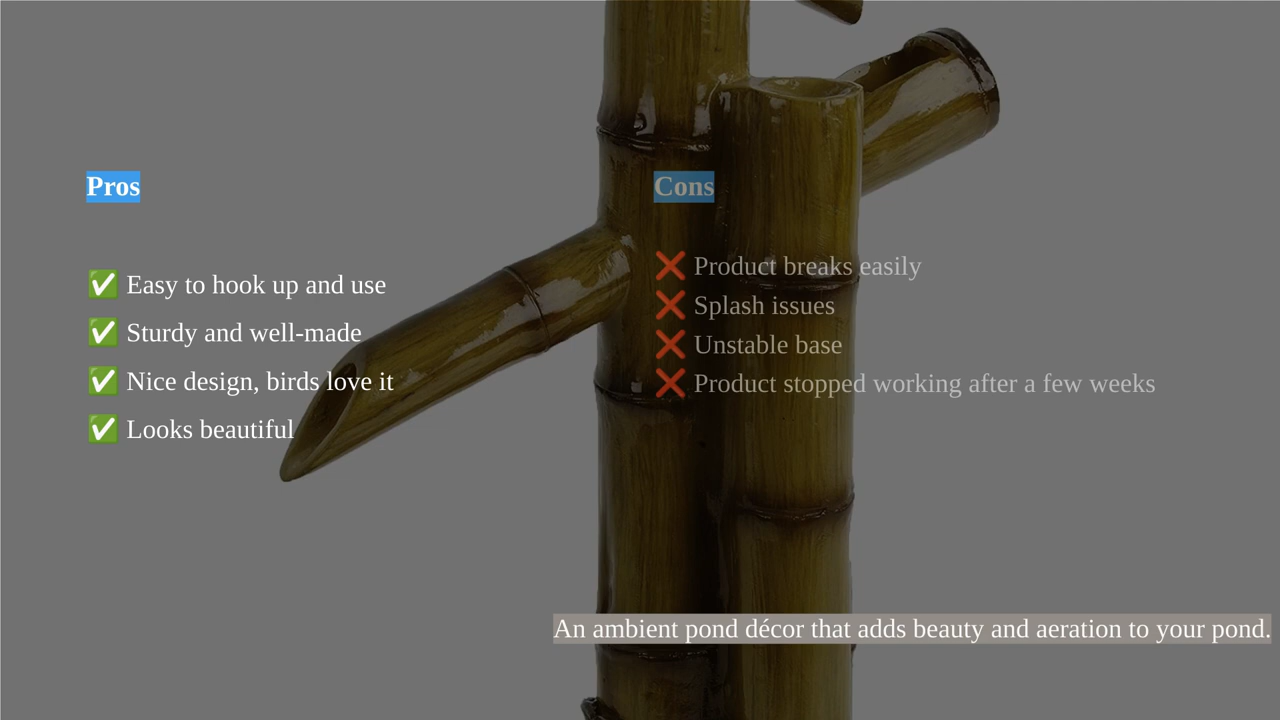 Pros
✅ Easy to hook up and use
✅ Sturdy and well-made
✅ Nice design, birds love it
✅ Looks beautiful
Cons
❌ Product breaks easily
❌ Splash issues
❌ Unstable base
❌ Product stopped working after a few weeks
An ambient pond décor that adds beauty and aeration to your pond.